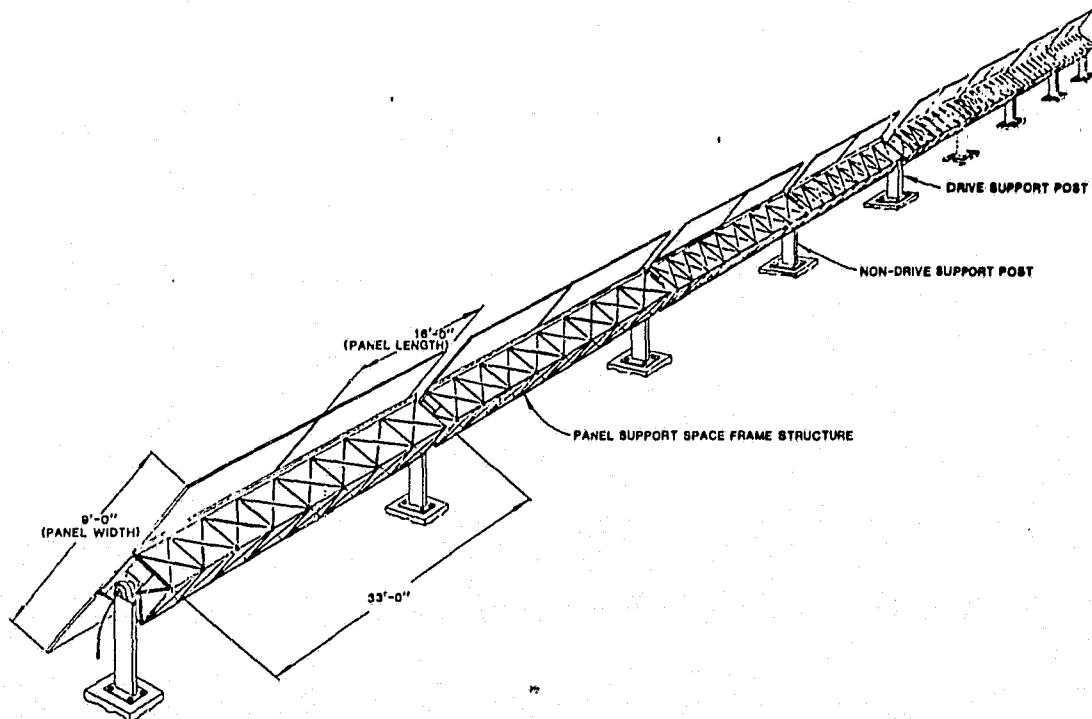 DRIVE SUPPORT POST
NON-DRIVE SUPPORT POST
16'-0"
(PANEL LENGTH)
PANEL SUPPORT SPACE FRAME STRUCTURE
9'-0"
(PANEL WIDTH)
33'-0"